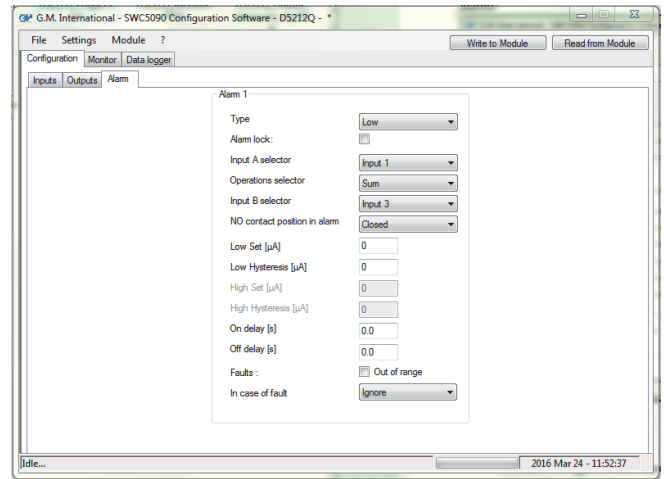 G.M. International - SWC5090 Configuration Software - D5212Q - *
File Settings Module ?
Write to Module Read from Module
Configuration Monitor Data logger
Inputs Outputs Alarm
Alarm 1
Type Low
Alarm lock:
Input A selector Input 1
Operations selector Sum
Input B selector Input 3
NO contact position in alarm Closed
Low Set [µA] 0
Low Hysteresis [µA] 0
High Set [µA] 0
High Hysteresis [µA] 0
On delay [s] 0.0
Off delay [s] 0.0
Faults : Out of range
In case of fault Ignore
Idle... 2016 Mar 24 - 11:52:37